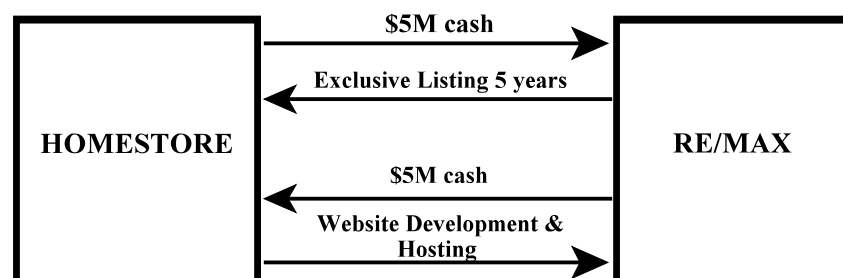 $5M cash
Exclusive Listing 5 years
HOMESTORE
RE/MAX
$5M cash
Website Development &
Hosting